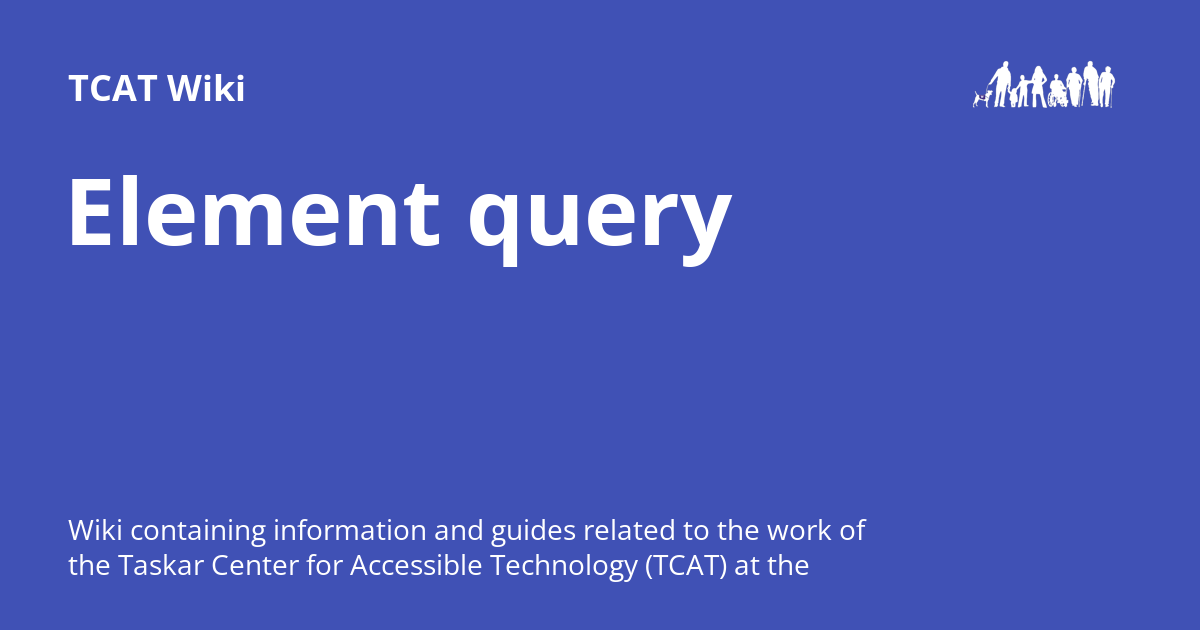 TCAT Wiki
Element query
Wiki containing information and guides related to the work of
the Taskar Center for Accessible Technology (TCAT) at the